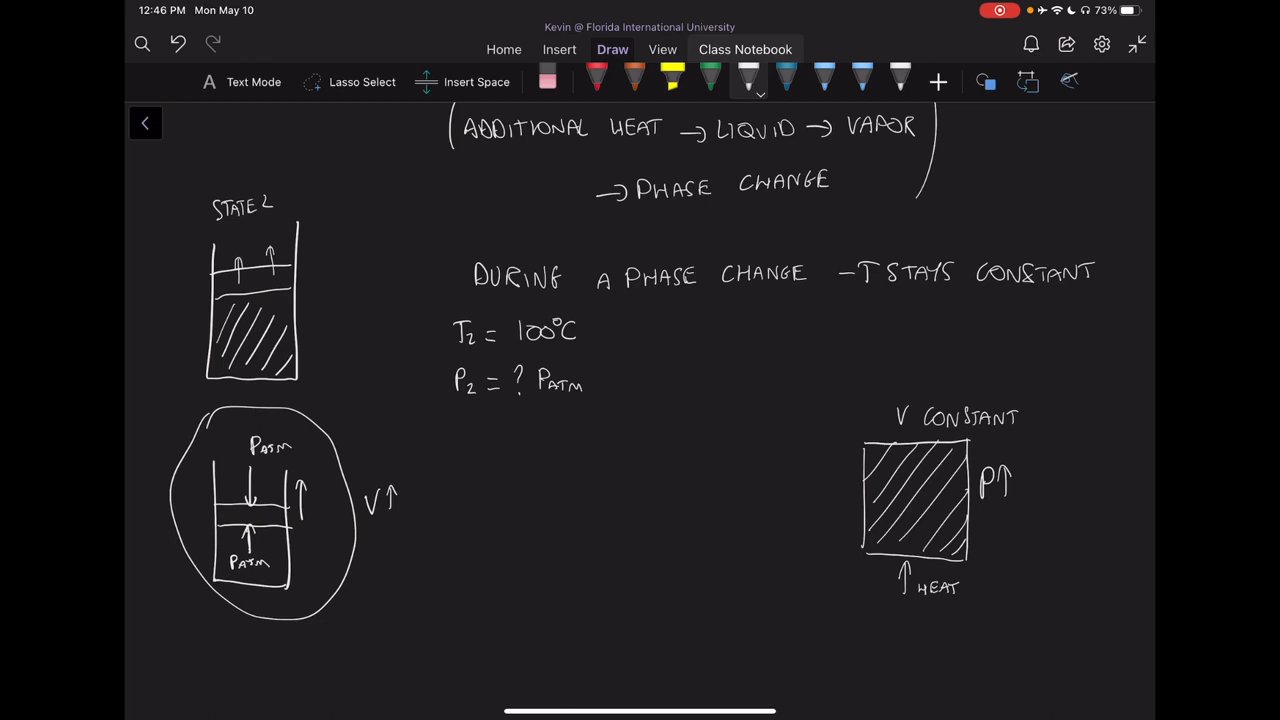 12:46 PM Mon May 10
73%
Kevin @ Florida International University
Home Insert Draw View Class Notebook
Text Mode Lasso Select Insert Space
(ADDITIONAL HEAT → LIQUID → VAPOR
→ PHASE CHANGE)
STATE 2
DURING A PHASE CHANGE - T STAYS CONSTANT
T₂ = 100°C
P₂ = ? PATM
V CONSTANT
PATM
P↑
V↑
PATM
↑ HEAT